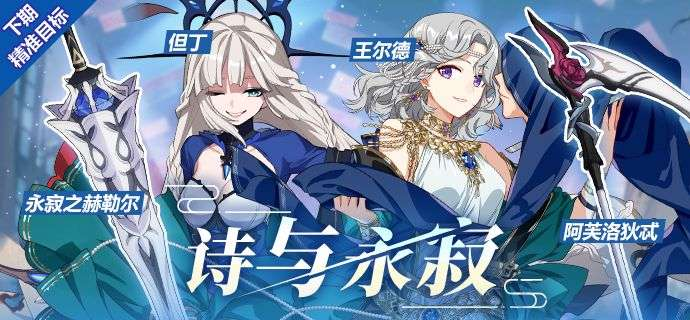 下期
精准目标
但丁
王尔德
永寂之赫勒尔
阿芙洛狄忒
诗与永寂